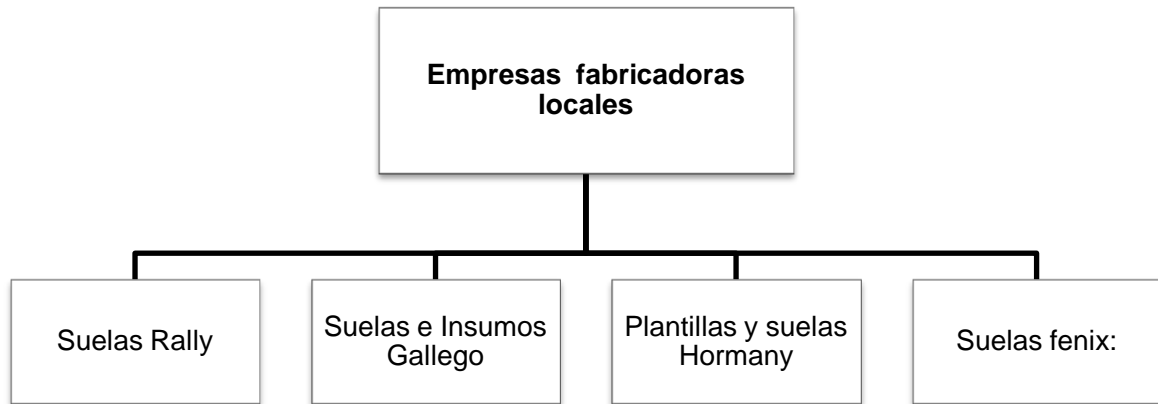 Empresas fabricadoras
locales
Suelas Rally
Suelas e Insumos
Gallego
Plantillas y suelas
Hormany
Suelas fenix: